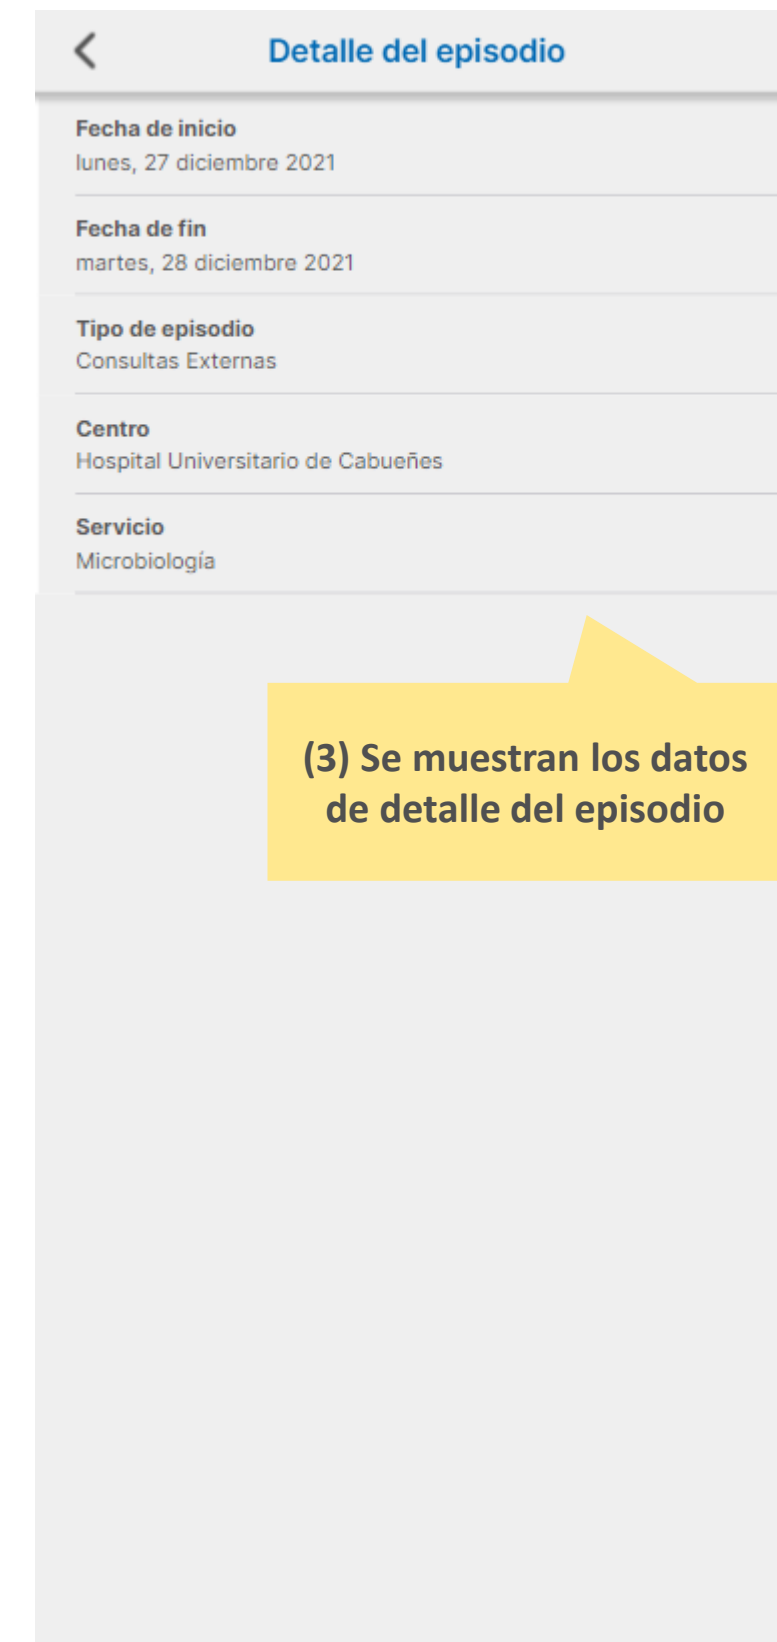 Detalle del episodio
Fecha de inicio
lunes, 27 diciembre 2021
Fecha de fin
martes, 28 diciembre 2021
Tipo de episodio
Consultas Externas
Centro
Hospital Universitario de Cabueñes
Servicio
Microbiología
(3) Se muestran los datos
de detalle del episodio